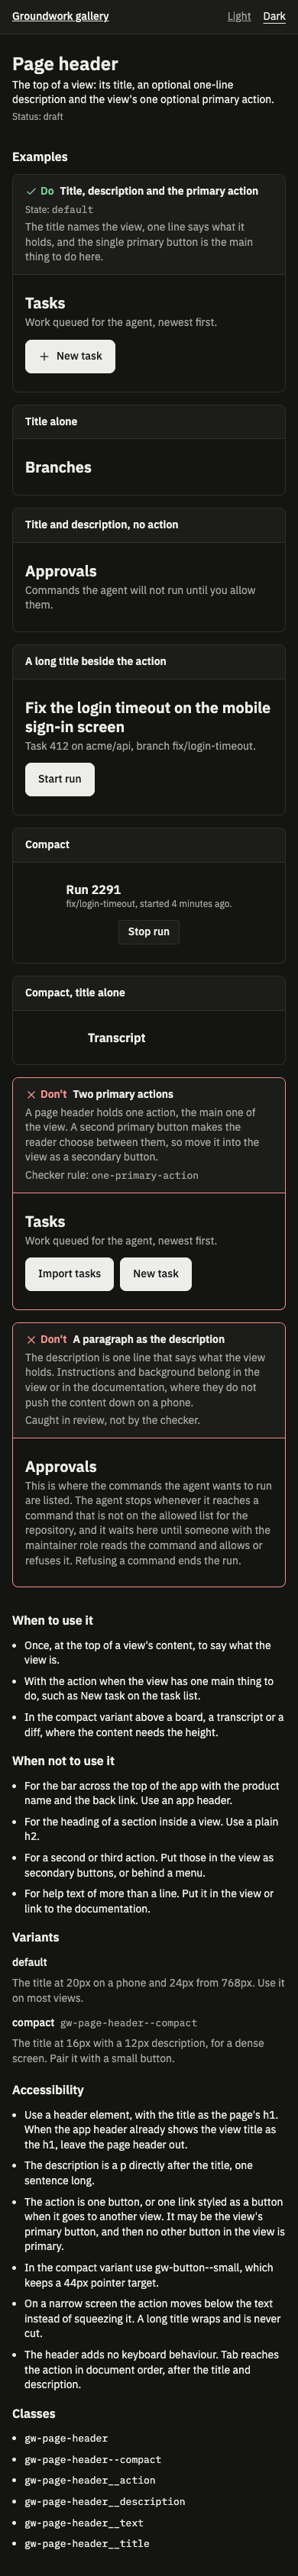 Groundwork gallery
Light
Dark
Page header
The top of a view: its title, an optional one-line
description and the view's one optional primary action.
Status: draft
Examples
Do Title, description and the primary action
State: default
The title names the view, one line says what it
holds, and the single primary button is the main
thing to do here.
Tasks
Work queued for the agent, newest first.
New task
Title alone
Branches
Title and description, no action
Approvals
Commands the agent will not run until you allow
them.
A long title beside the action
Fix the login timeout on the mobile
sign-in screen
Task 412 on acme/api, branch fix/login-timeout.
Start run
Compact
Run 2291
fix/login-timeout, started 4 minutes ago.
Stop run
Compact, title alone
Transcript
Don't Two primary actions
A page header holds one action, the main one of
the view. A second primary button makes the
reader choose between them, so move it into the
view as a secondary button.
Checker rule: one-primary-action
Tasks
Work queued for the agent, newest first.
Import tasks
New task
Don't A paragraph as the description
The description is one line that says what the view
holds. Instructions and background belong in the
view or in the documentation, where they do not
push the content down on a phone.
Caught in review, not by the checker.
Approvals
This is where the commands the agent wants to run
are listed. The agent stops whenever it reaches a
command that is not on the allowed list for the
repository, and it waits here until someone with the
maintainer role reads the command and allows or
refuses it. Refusing a command ends the run.
When to use it
Once, at the top of a view's content, to say what the
view is.
With the action when the view has one main thing to
do, such as New task on the task list.
In the compact variant above a board, a transcript or a
diff, where the content needs the height.
When not to use it
For the bar across the top of the app with the product
name and the back link. Use an app header.
For the heading of a section inside a view. Use a plain
h2.
For a second or third action. Put those in the view as
secondary buttons, or behind a menu.
For help text of more than a line. Put it in the view or
link to the documentation.
Variants
default
The title at 20px on a phone and 24px from 768px. Use it
on most views.
compact gw-page-header--compact
The title at 16px with a 12px description, for a dense
screen. Pair it with a small button.
Accessibility
Use a header element, with the title as the page's h1.
When the app header already shows the view title as
the h1, leave the page header out.
The description is a p directly after the title, one
sentence long.
The action is one button, or one link styled as a button
when it goes to another view. It may be the view's
primary button, and then no other button in the view is
primary.
In the compact variant use gw-button--small, which
keeps a 44px pointer target.
On a narrow screen the action moves below the text
instead of squeezing it. A long title wraps and is never
cut.
The header adds no keyboard behaviour. Tab reaches
the action in document order, after the title and
description.
Classes
gw-page-header
gw-page-header--compact
gw-page-header__action
gw-page-header__description
gw-page-header__text
gw-page-header__title